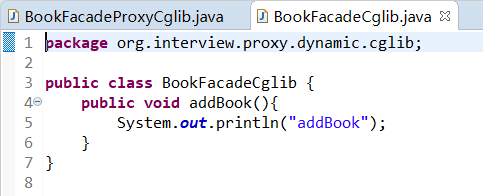 BookFacadeProxyCglib.java BookFacadeCglib.java
1 package org.interview.proxy.dynamic.cglib;
2
3 public class BookFacadeCglib {
4     public void addBook(){
5         System.out.println("addBook");
6     }
7 }
8